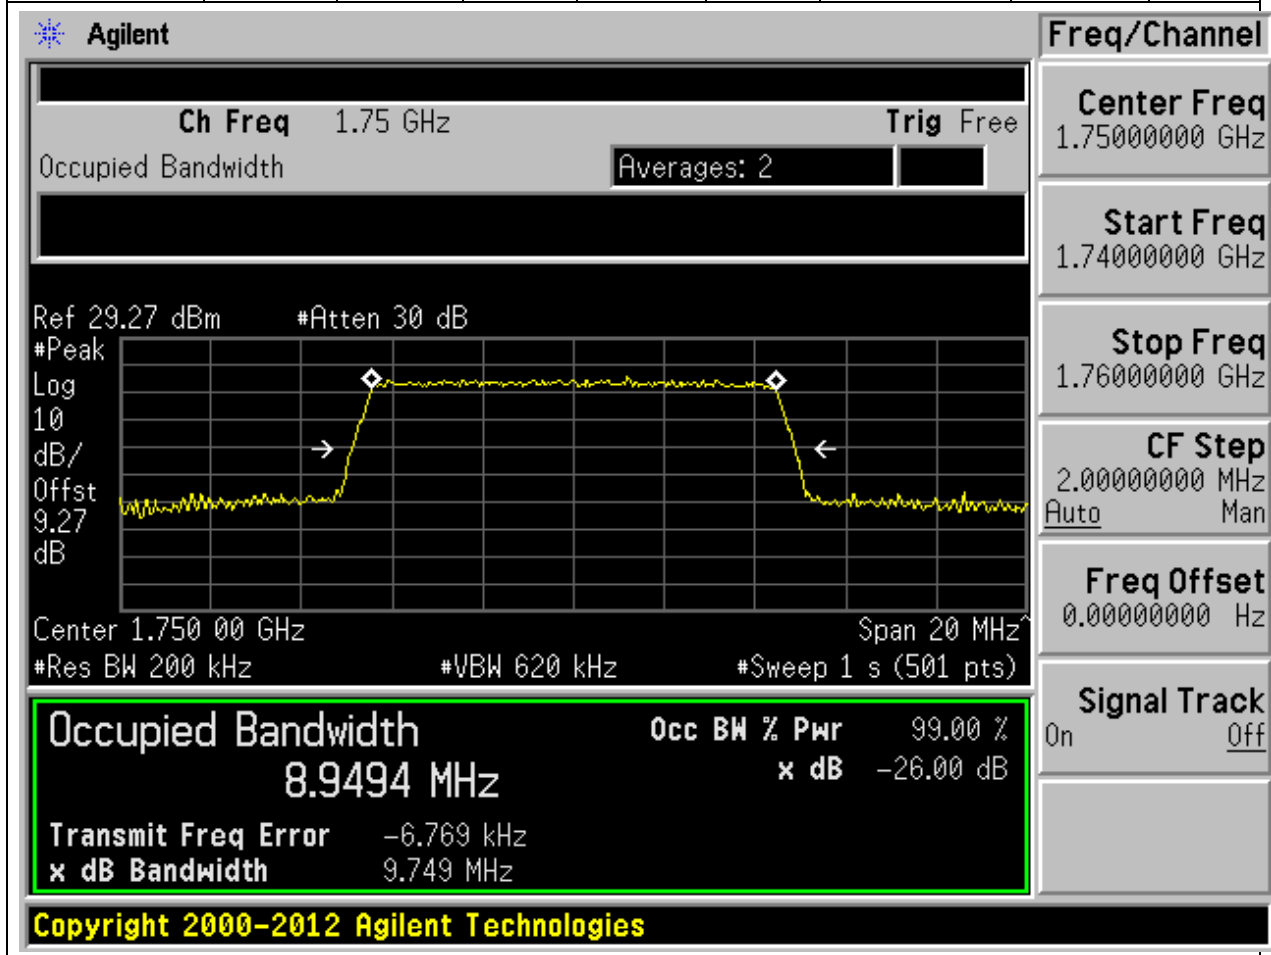 Agilent
Freq/Channel
Ch Freq 1.75 GHz Trig Free
Occupied Bandwidth Averages: 2
Center Freq
1.75000000 GHz
Start Freq
1.74000000 GHz
Stop Freq
1.76000000 GHz
CF Step
2.00000000 MHz
Auto Man
Freq Offset
0.00000000 Hz
Signal Track
On Off
Ref 29.27 dBm #Atten 30 dB
#Peak
Log
10
dB/
Offst
9.27
dB
Center 1.750 00 GHz Span 20 MHz^
#Res BW 200 kHz #VBW 620 kHz #Sweep 1 s (501 pts)
Occupied Bandwidth Occ BW % Pwr 99.00 %
8.9494 MHz x dB -26.00 dB
Transmit Freq Error -6.769 kHz
x dB Bandwidth 9.749 MHz
Copyright 2000-2012 Agilent Technologies